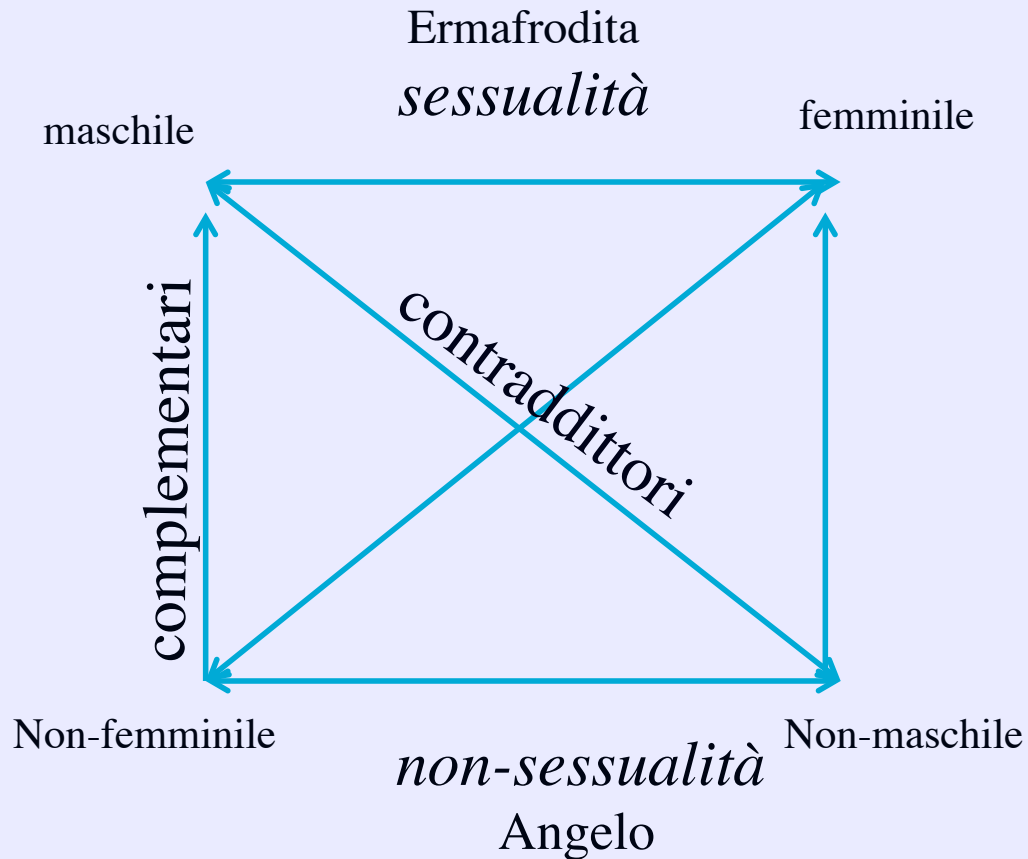 Ermafrodita
sessualità
maschile
femminile
complementari
contraddittori
Non-femminile
Non-maschile
non-sessualità
Angelo